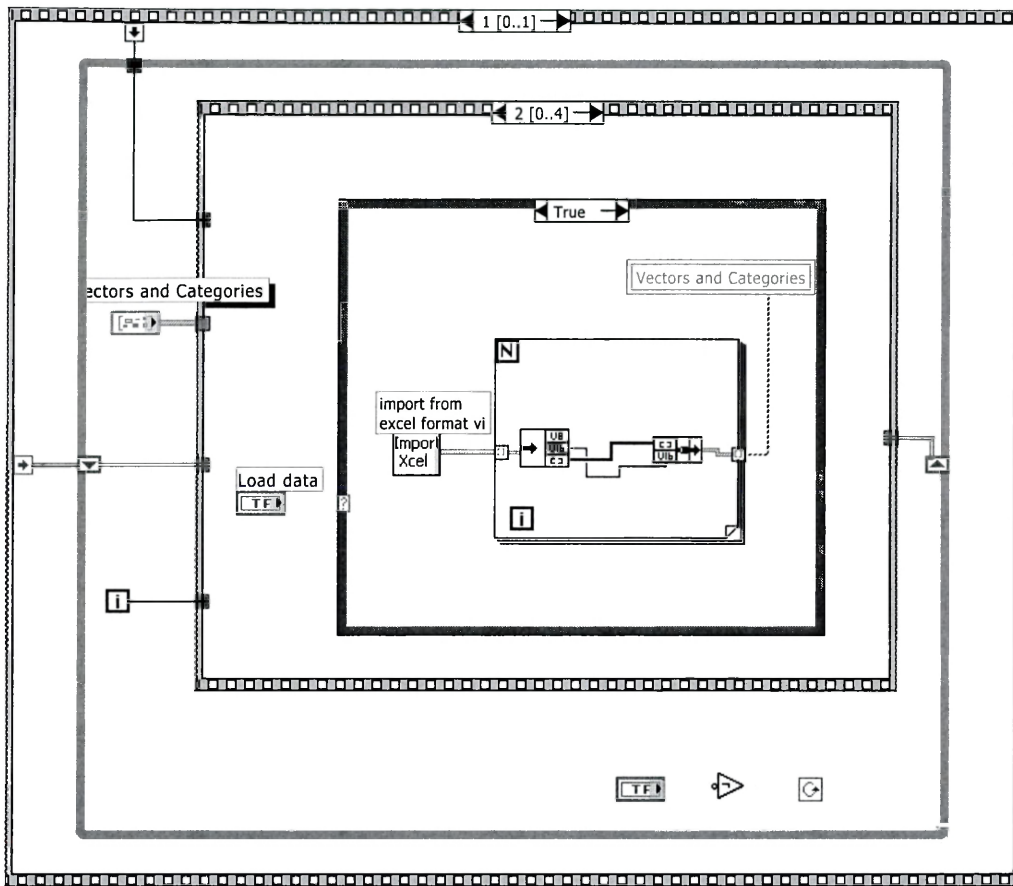 1 [0..1]
2 [0..4]
True
ectors and Categories
Vectors and Categories
N
import from
excel format vi
Impor
Xcel
Load data
TF
?
i
i
TF